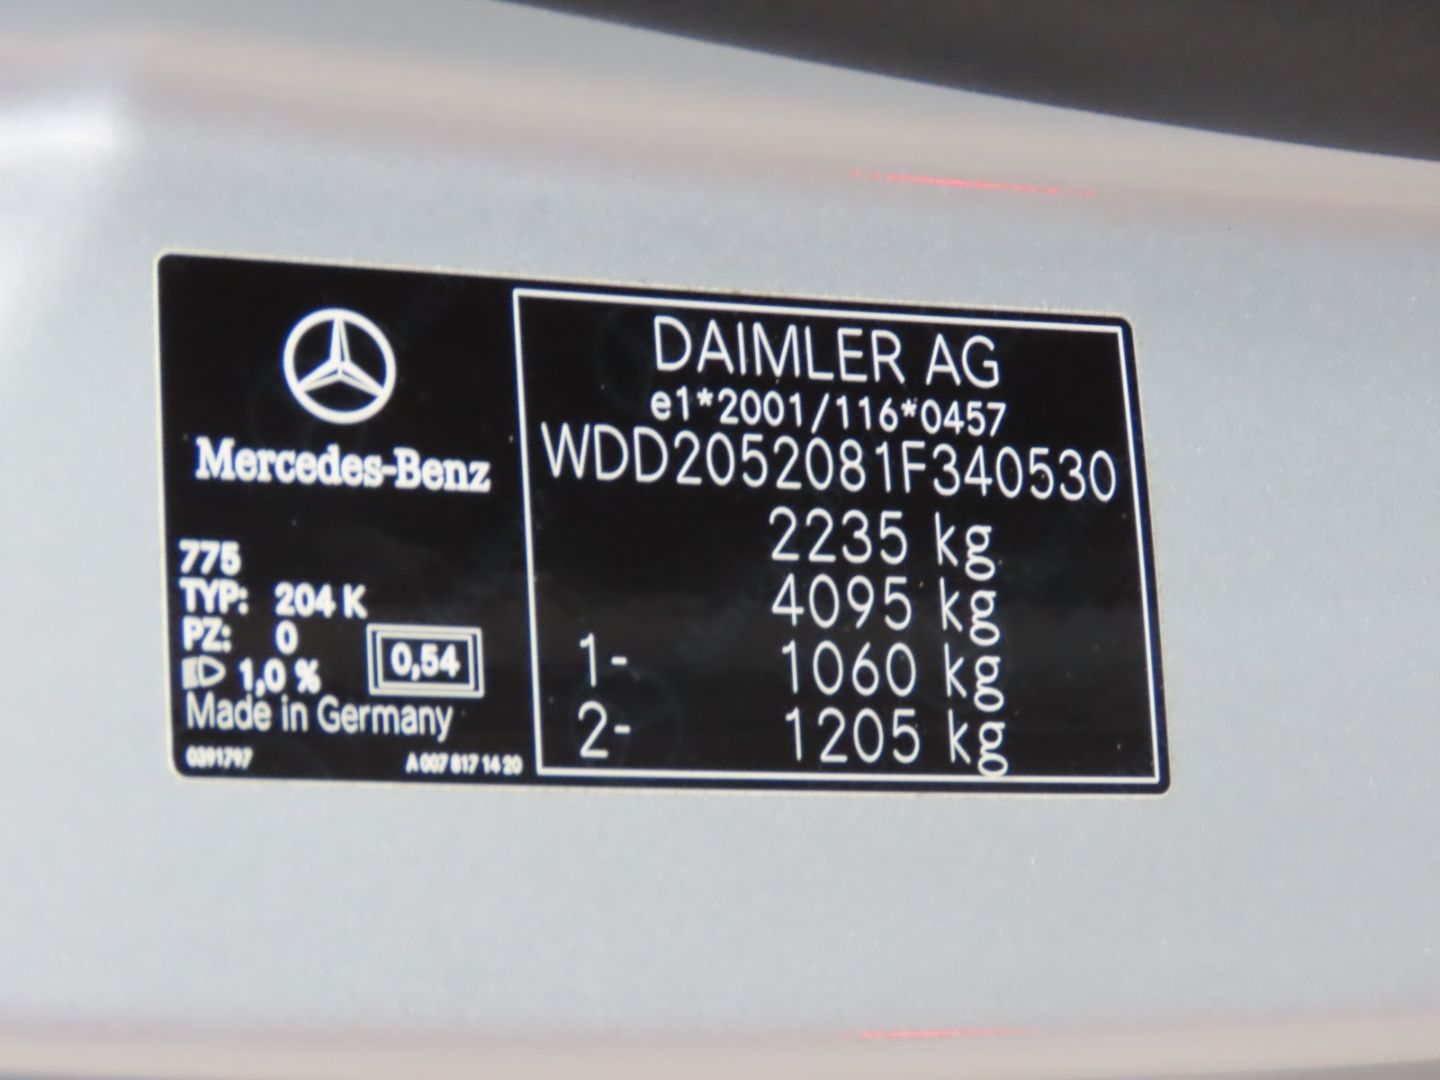 Mercedes-Benz
775
TYP: 204 K
PZ: 0
1,0 %
0,54
Made in Germany
0391797
A 007 817 14 20
DAIMLER AG
e1*2001/116*0457
WDD2052081F340530
2235 kg
4095 kg
1- 1060 kg
2- 1205 kg